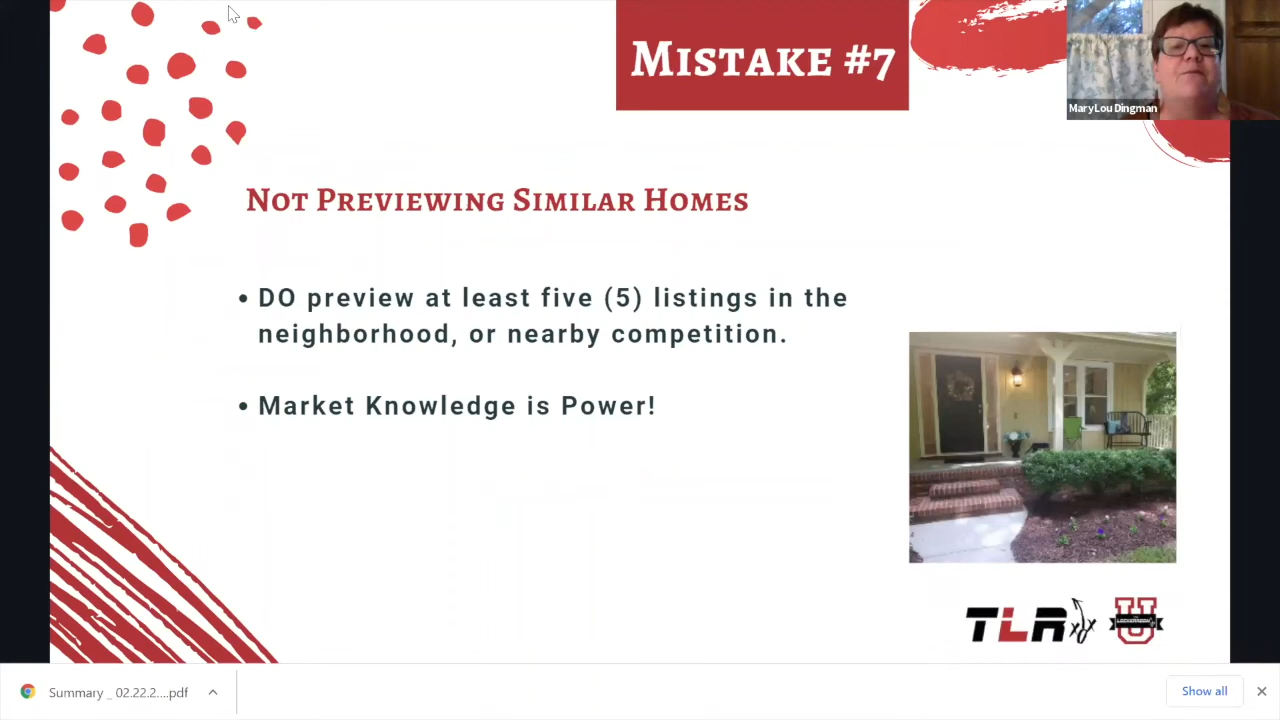 Mistake #7
MaryLou Dingman
Not Previewing Similar Homes
• DO preview at least five (5) listings in the
neighborhood, or nearby competition.
• Market Knowledge is Power!
TLR
U
Summary _ 02.22.2....pdf
Show all